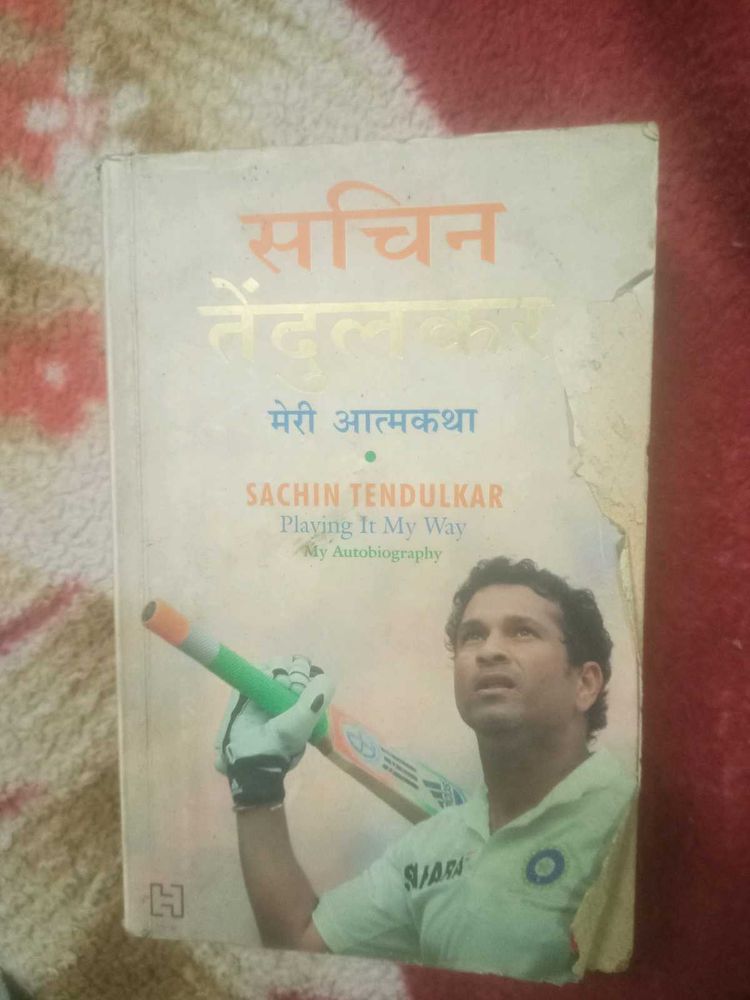 सचिन
तेंदुलकर
मेरी आत्मकथा
SACHIN TENDULKAR
Playing It My Way
My Autobiography
SAHARA